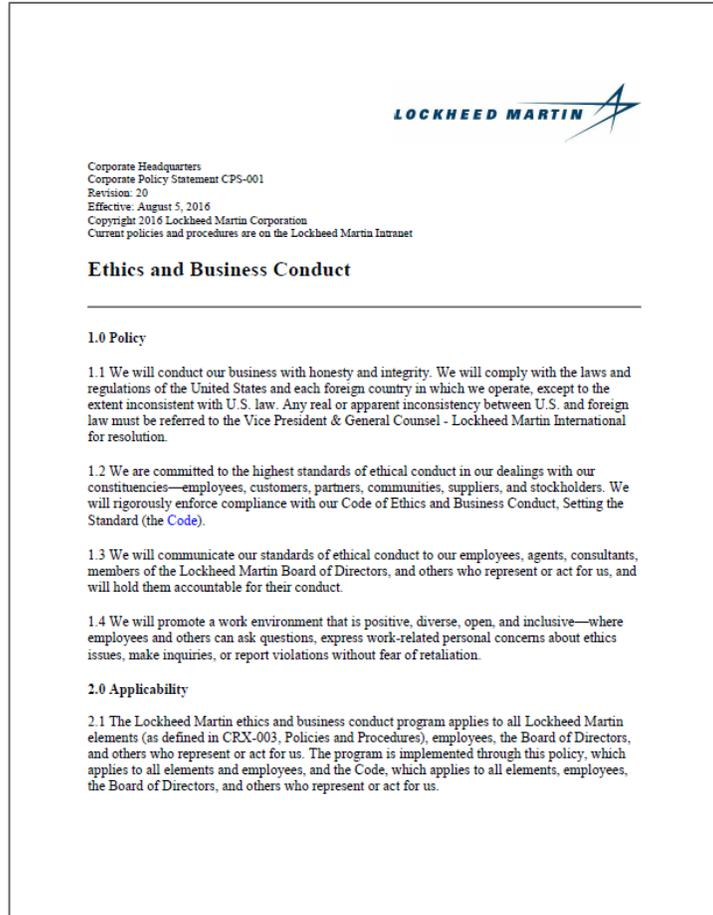 LOCKHEED MARTIN
Corporate Headquarters
Corporate Policy Statement CPS-001
Revision: 20
Effective: August 5, 2016
Copyright 2016 Lockheed Martin Corporation
Current policies and procedures are on the Lockheed Martin Intranet
Ethics and Business Conduct
1.0 Policy
1.1 We will conduct our business with honesty and integrity. We will comply with the laws and
regulations of the United States and each foreign country in which we operate, except to the
extent inconsistent with U.S. law. Any real or apparent inconsistency between U.S. and foreign
law must be referred to the Vice President & General Counsel - Lockheed Martin International
for resolution.
1.2 We are committed to the highest standards of ethical conduct in our dealings with our
constituencies—employees, customers, partners, communities, suppliers, and stockholders. We
will rigorously enforce compliance with our Code of Ethics and Business Conduct, Setting the
Standard (the Code).
1.3 We will communicate our standards of ethical conduct to our employees, agents, consultants,
members of the Lockheed Martin Board of Directors, and others who represent or act for us, and
will hold them accountable for their conduct.
1.4 We will promote a work environment that is positive, diverse, open, and inclusive—where
employees and others can ask questions, express work-related personal concerns about ethics
issues, make inquiries, or report violations without fear of retaliation.
2.0 Applicability
2.1 The Lockheed Martin ethics and business conduct program applies to all Lockheed Martin
elements (as defined in CRX-003, Policies and Procedures), employees, the Board of Directors,
and others who represent or act for us. The program is implemented through this policy, which
applies to all elements and employees, and the Code, which applies to all elements, employees,
the Board of Directors, and others who represent or act for us.